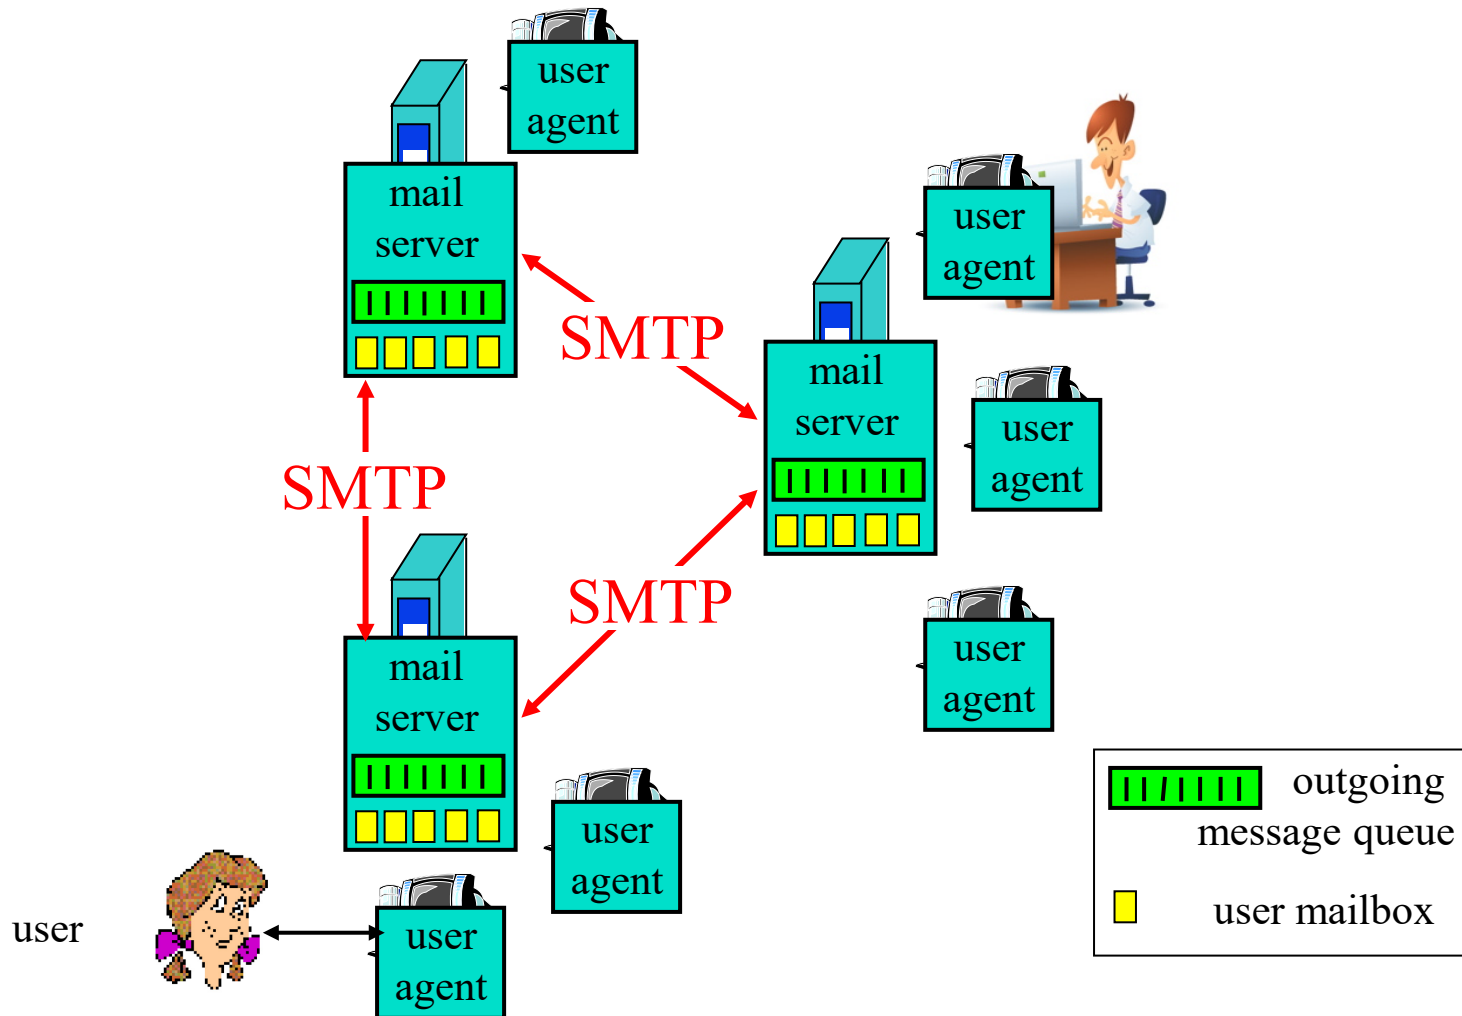 user
agent
mail
server
user
agent
SMTP
mail
server
user
agent
SMTP
SMTP
mail
server
user
agent
user
agent
outgoing
message queue
user mailbox
user
user
agent